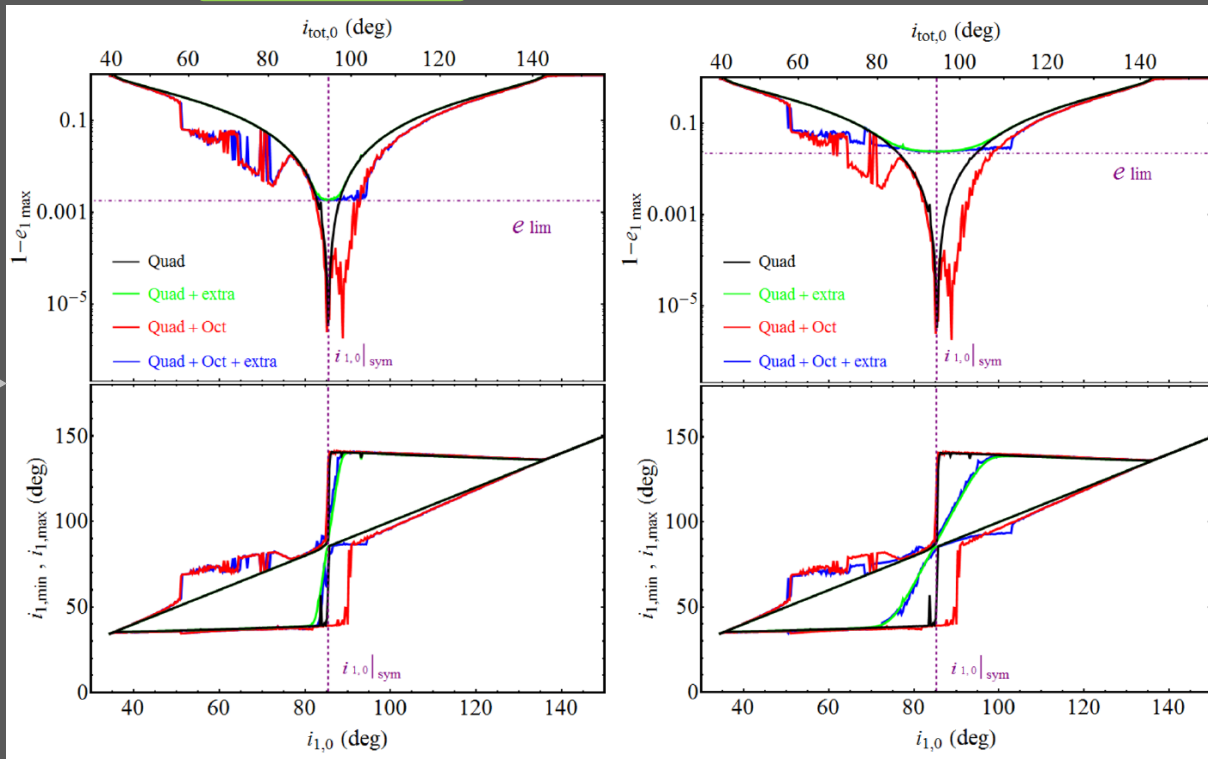 i_tot,0 (deg)
40 60 80 100 120 140
0.1
0.001
10⁻⁵
1−e_1 max
e lim
Quad
Quad + extra
Quad + Oct
Quad + Oct + extra
i 1,0|sym
150
100
50
0
i_1,min , i_1,max (deg)
i 1,0|sym
40 60 80 100 120 140
i_1,0 (deg)
i_tot,0 (deg)
40 60 80 100 120 140
0.1
0.001
10⁻⁵
1−e_1 max
e lim
Quad
Quad + extra
Quad + Oct
Quad + Oct + extra
i 1,0|sym
150
100
50
0
i_1,min , i_1,max (deg)
i 1,0|sym
40 60 80 100 120 140
i_1,0 (deg)